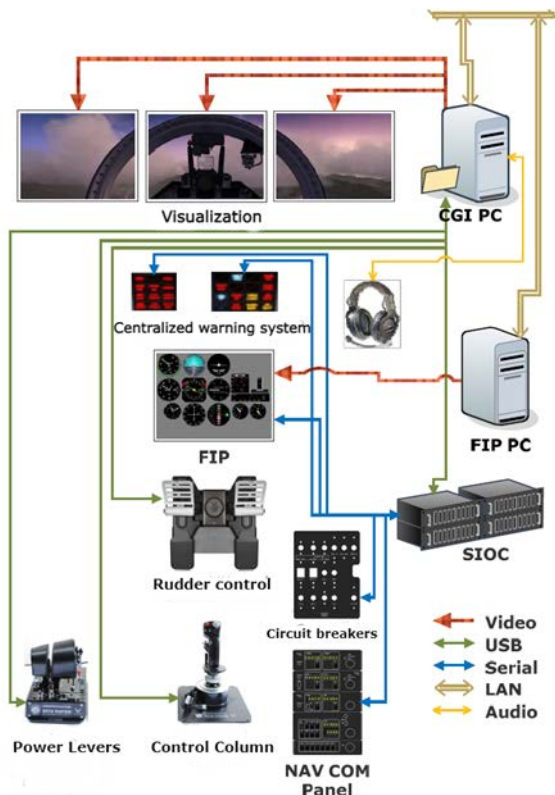 Visualization
CGI PC
Centralized warning system
FIP PC
FIP
SIOC
Rudder control
Circuit breakers
Video
USB
Serial
LAN
Audio
Power Levers
Control Column
NAV COM
Panel